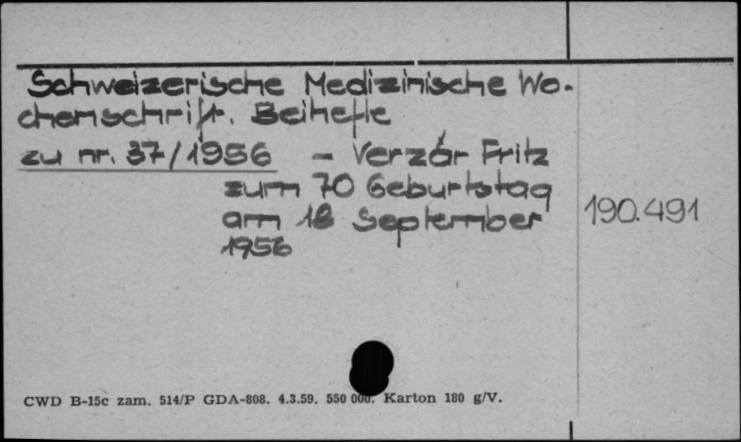 Schweizerische Medizinische Wo-
chenschrift. Beihefte
zu nr. 37/1956 - Verzár Fritz
zum 70 Geburtstag
am 18 September
1956
190.491
CWD B-15c zam. 514/P GDA-808. 4.3.59. 550 000. Karton 180 g/V.